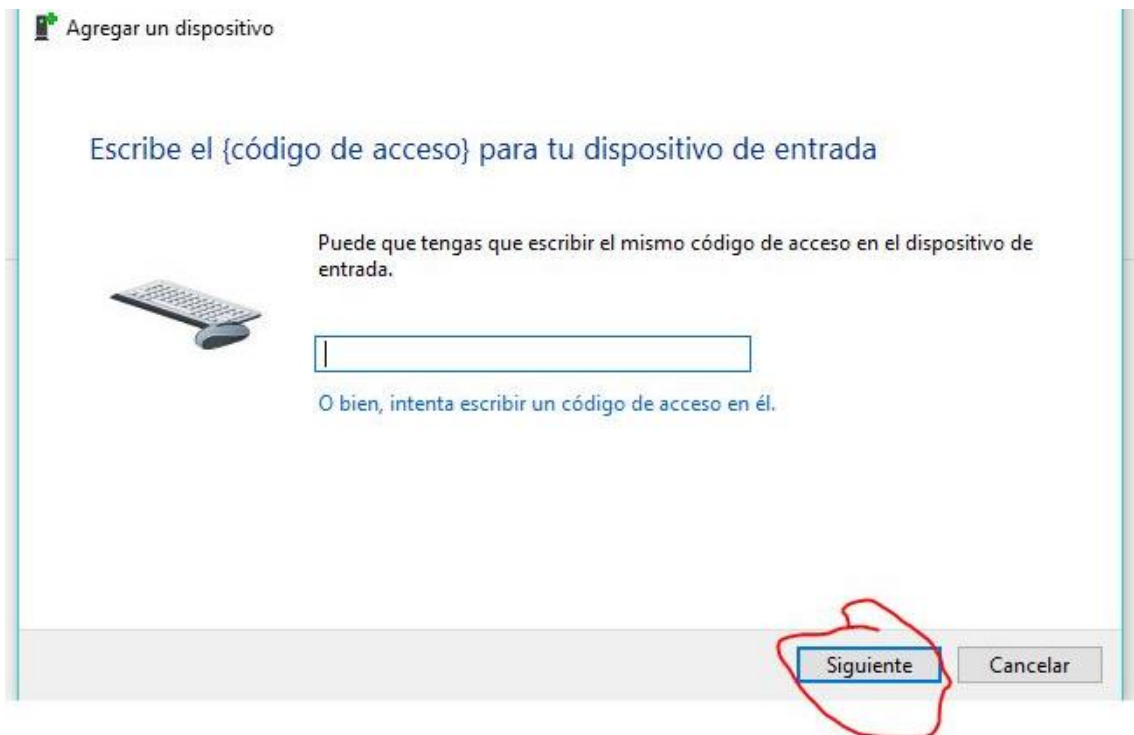 Agregar un dispositivo
Escribe el {código de acceso} para tu dispositivo de entrada
Puede que tengas que escribir el mismo código de acceso en el dispositivo de
entrada.
O bien, intenta escribir un código de acceso en él.
Siguiente Cancelar